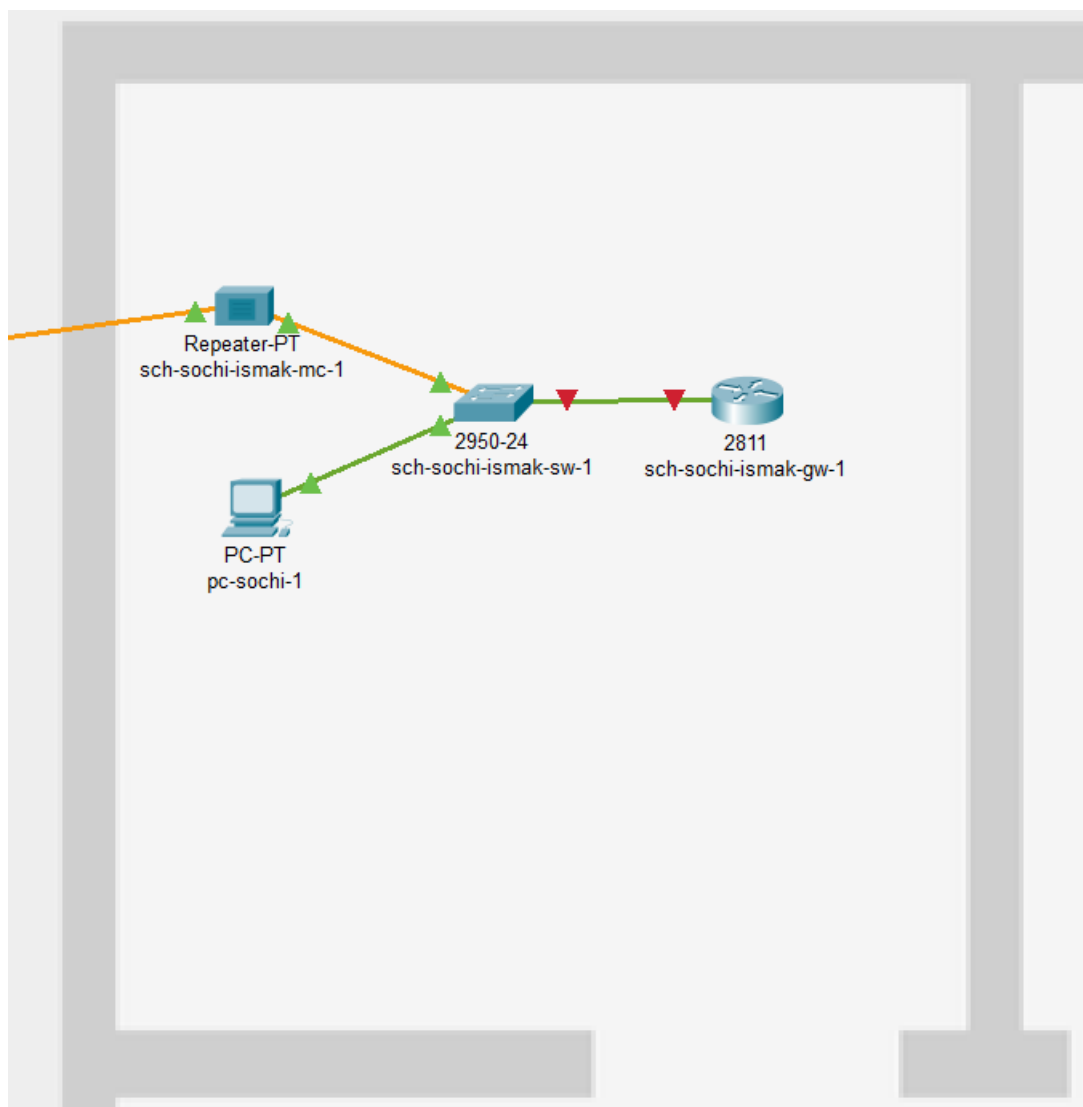 Repeater-PT
sch-sochi-ismak-mc-1
2950-24
sch-sochi-ismak-sw-1
2811
sch-sochi-ismak-gw-1
PC-PT
pc-sochi-1